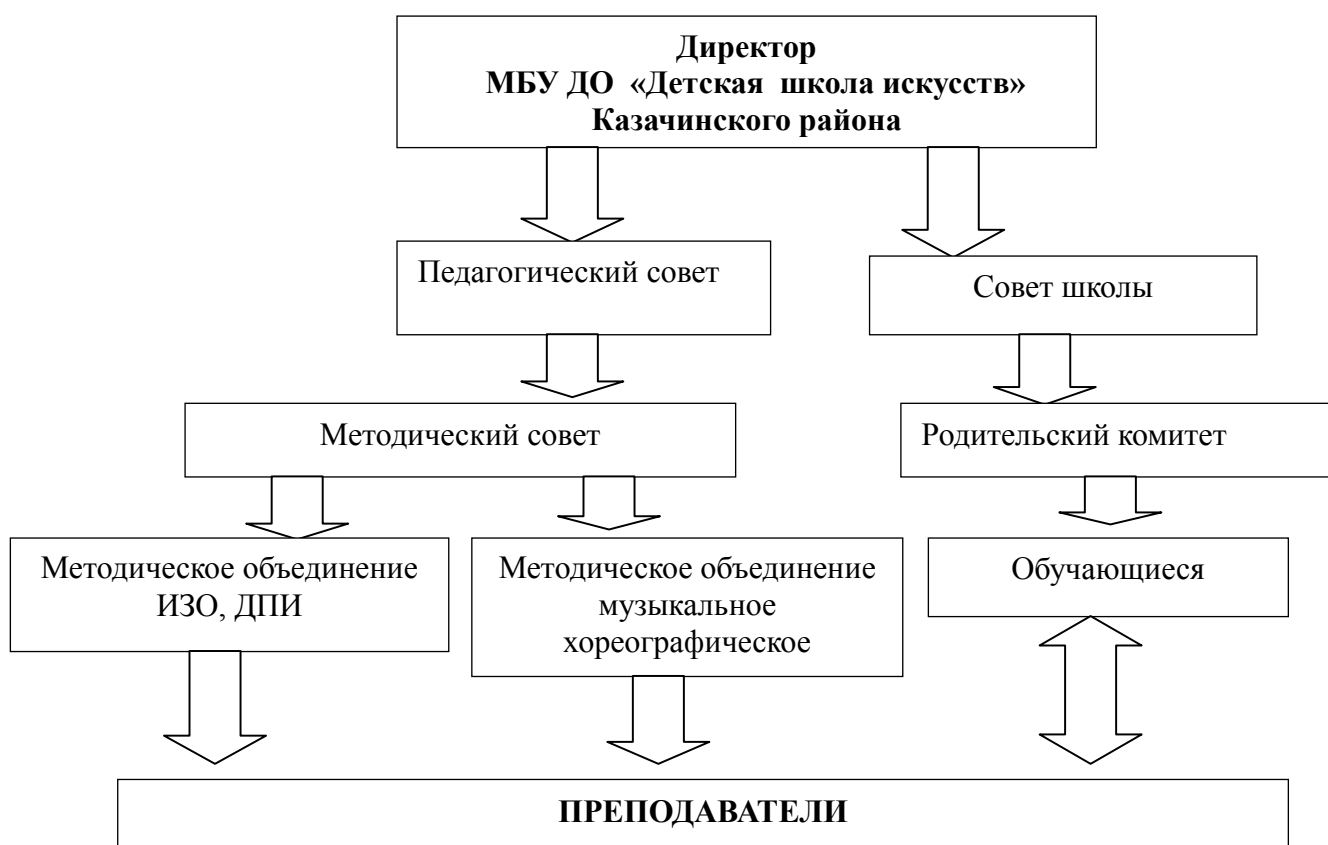 Директор
МБУ ДО «Детская школа искусств»
Казачинского района
Педагогический совет
Совет школы
Методический совет
Родительский комитет
Методическое объединение
ИЗО, ДПИ
Методическое объединение
музыкальное
хореографическое
Обучающиеся
ПРЕПОДАВАТЕЛИ